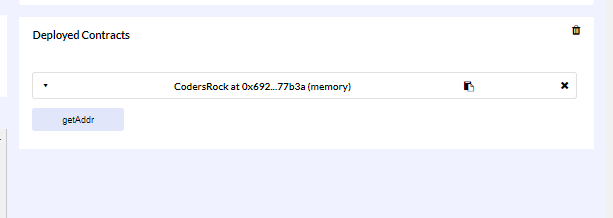 Deployed Contracts
CodersRock at 0x692...77b3a (memory)
getAddr